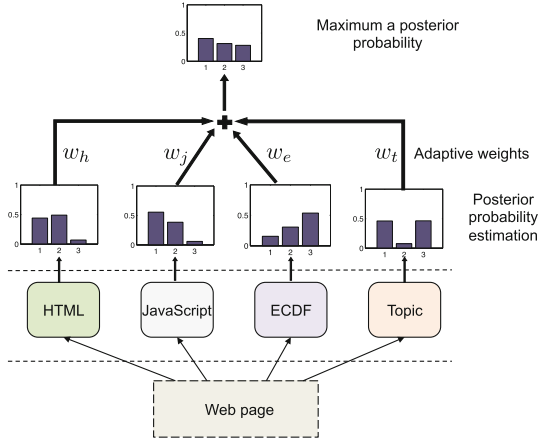 1
0.5
0
1 2 3
Maximum a posterior
probability
+
w_h
w_j
w_e
w_t
Adaptive weights
1
0.5
0
1 2 3
1
0.5
0
1 2 3
1
0.5
0
1 2 3
1
0.5
0
1 2 3
Posterior
probability
estimation
HTML
JavaScript
ECDF
Topic
Web page